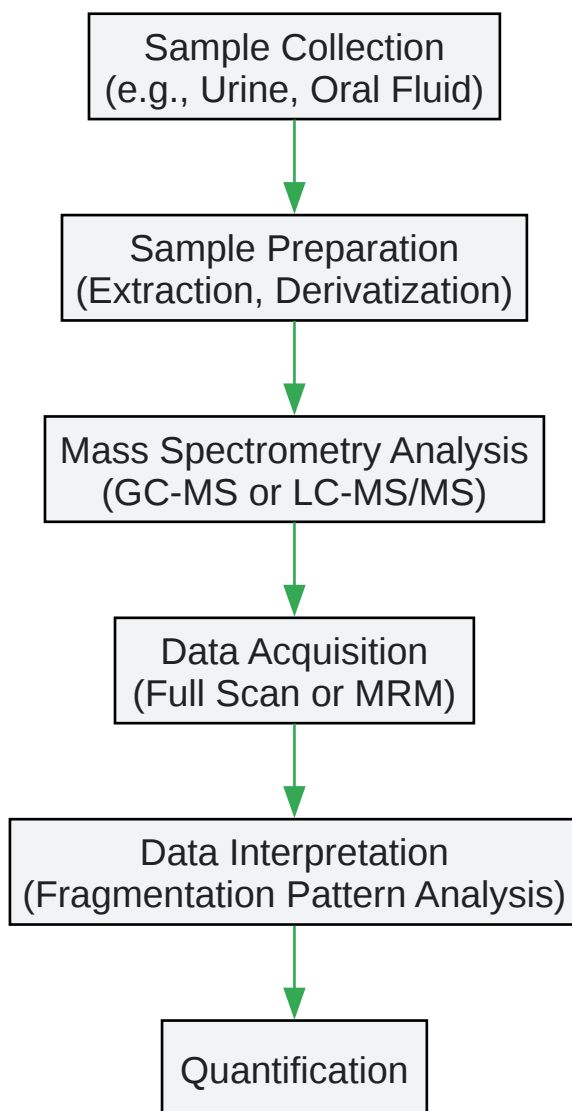 Sample Collection
(e.g., Urine, Oral Fluid)
Sample Preparation
(Extraction, Derivatization)
Mass Spectrometry Analysis
(GC-MS or LC-MS/MS)
Data Acquisition
(Full Scan or MRM)
Data Interpretation
(Fragmentation Pattern Analysis)
Quantification